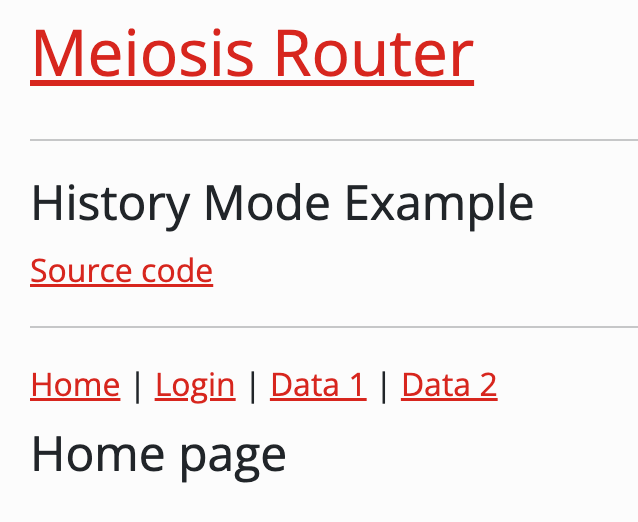 Meiosis Router
History Mode Example
Source code
Home | Login | Data 1 | Data 2
Home page